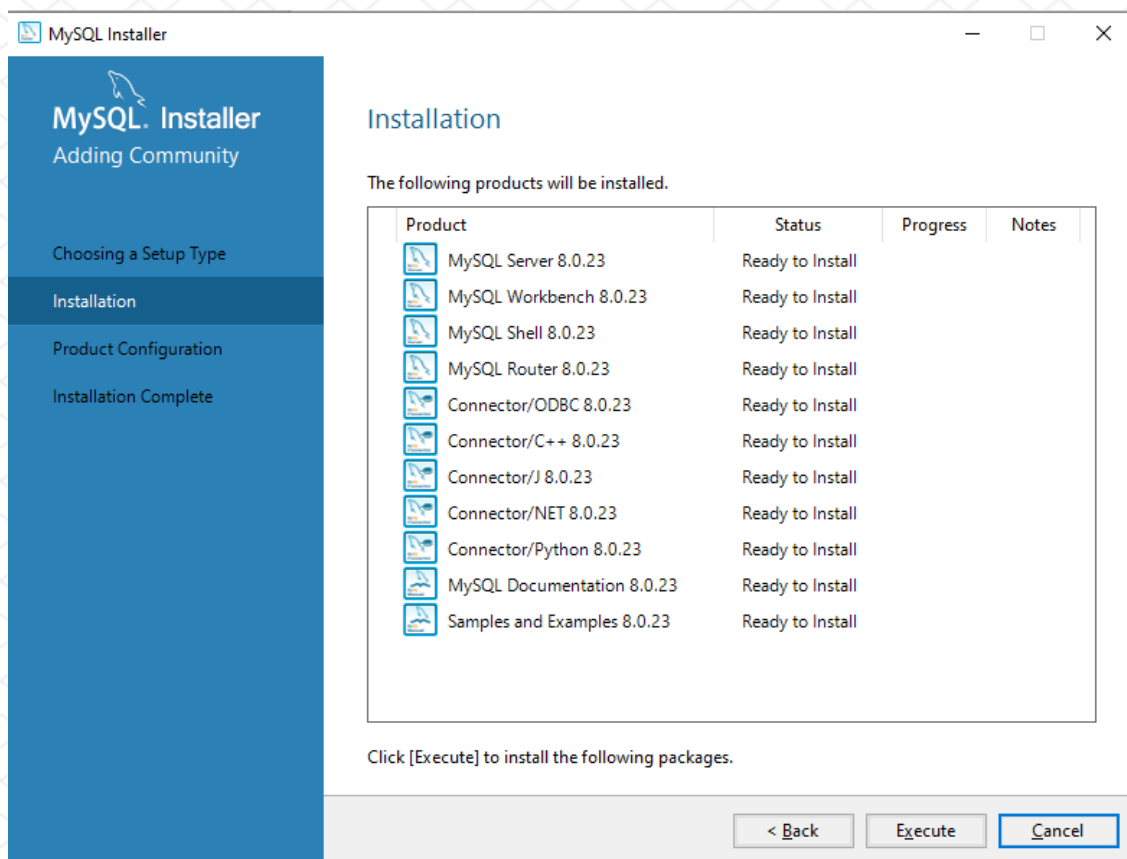 MySQL Installer
MySQL. Installer
Adding Community
Choosing a Setup Type
Installation
Product Configuration
Installation Complete
Installation
The following products will be installed.
Product Status Progress Notes
MySQL Server 8.0.23 Ready to Install
MySQL Workbench 8.0.23 Ready to Install
MySQL Shell 8.0.23 Ready to Install
MySQL Router 8.0.23 Ready to Install
Connector/ODBC 8.0.23 Ready to Install
Connector/C++ 8.0.23 Ready to Install
Connector/J 8.0.23 Ready to Install
Connector/NET 8.0.23 Ready to Install
Connector/Python 8.0.23 Ready to Install
MySQL Documentation 8.0.23 Ready to Install
Samples and Examples 8.0.23 Ready to Install
Click [Execute] to install the following packages.
< Back Execute Cancel